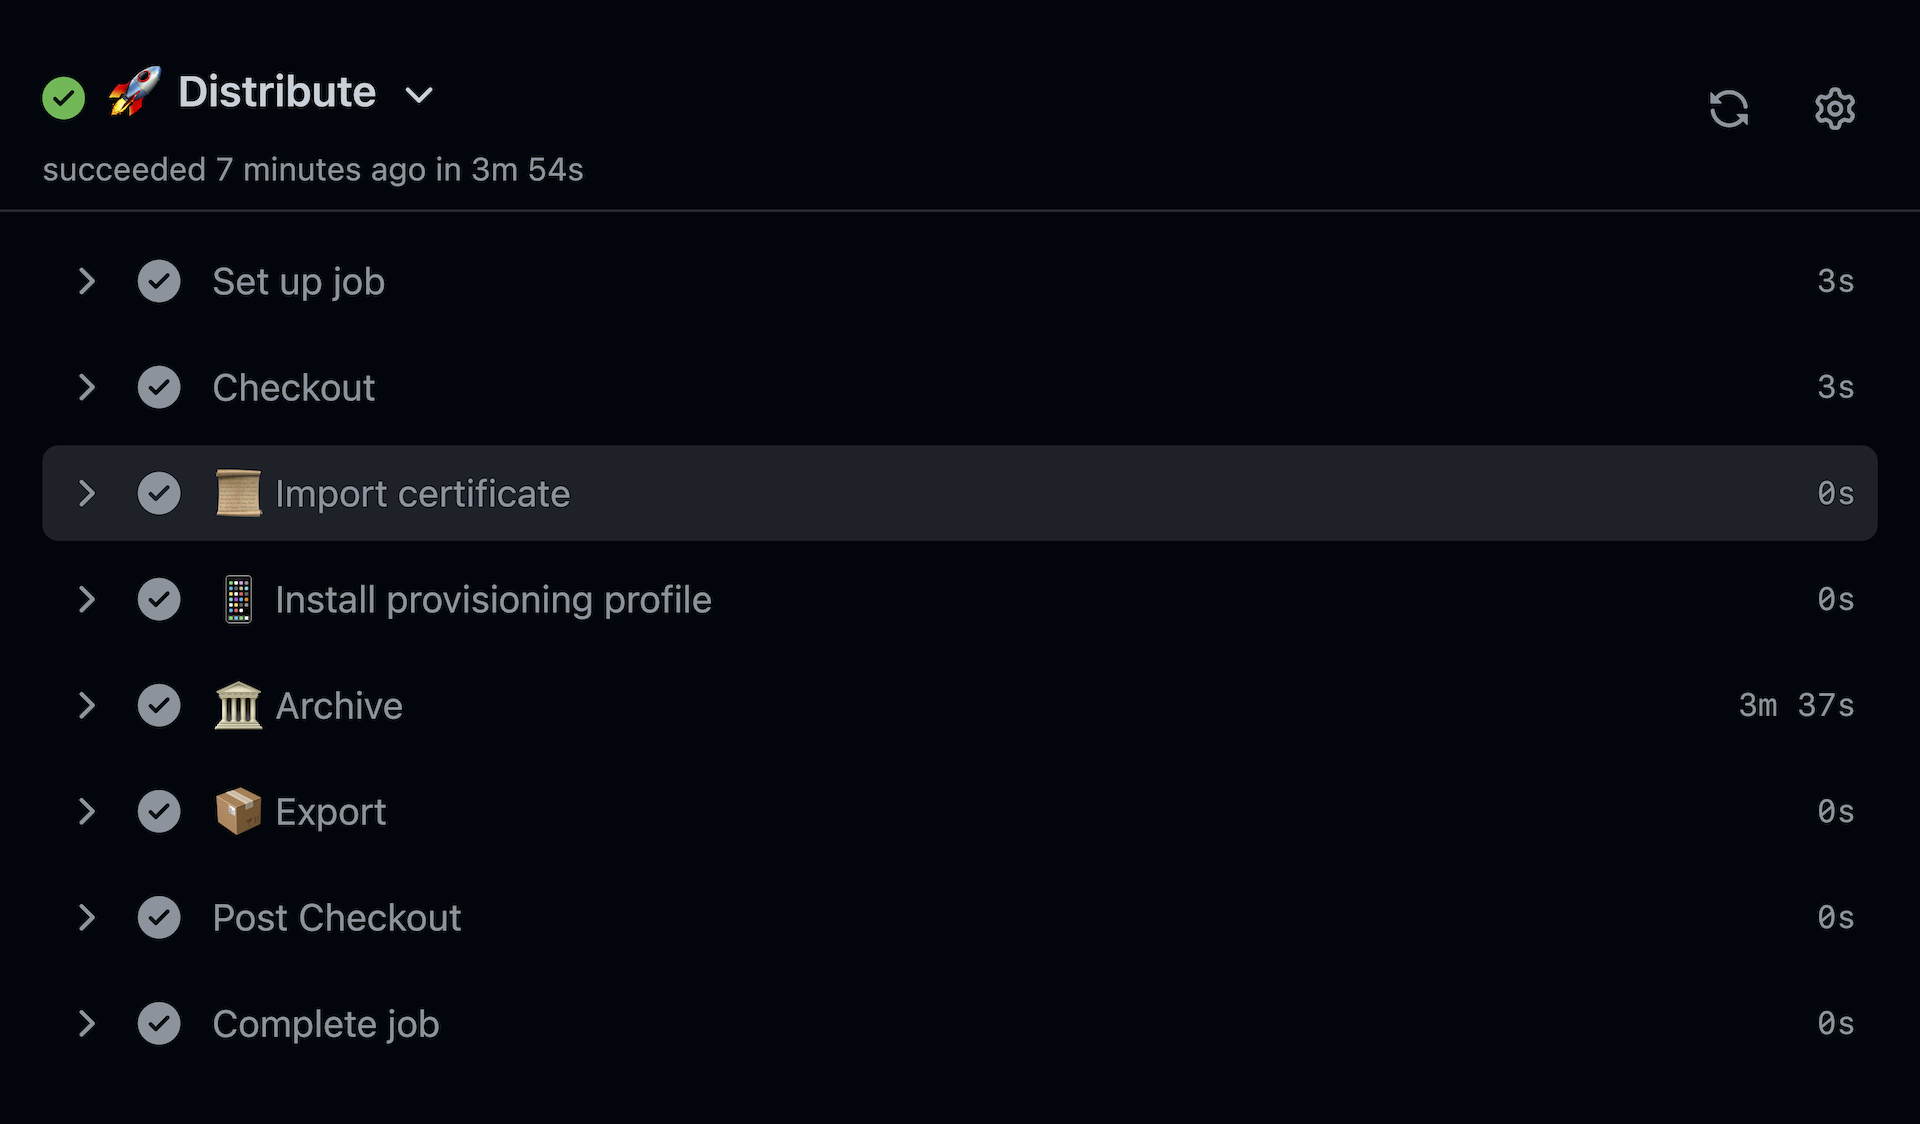 🚀 Distribute
succeeded 7 minutes ago in 3m 54s
Set up job 3s
Checkout 3s
📜 Import certificate 0s
📱 Install provisioning profile 0s
🏛 Archive 3m 37s
📦 Export 0s
Post Checkout 0s
Complete job 0s